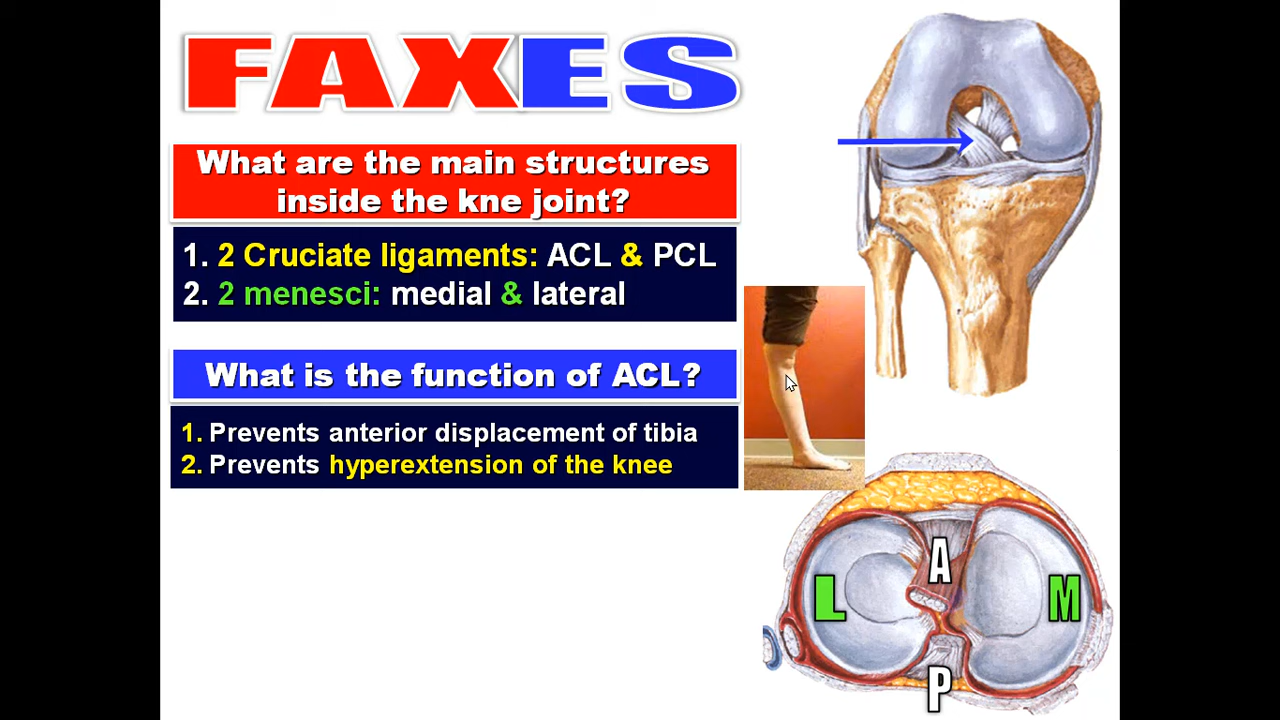 FAXES
What are the main structures
inside the kne joint?
1. 2 Cruciate ligaments: ACL & PCL
2. 2 menesci: medial & lateral
What is the function of ACL?
1. Prevents anterior displacement of tibia
2. Prevents hyperextension of the knee
A
L
M
P